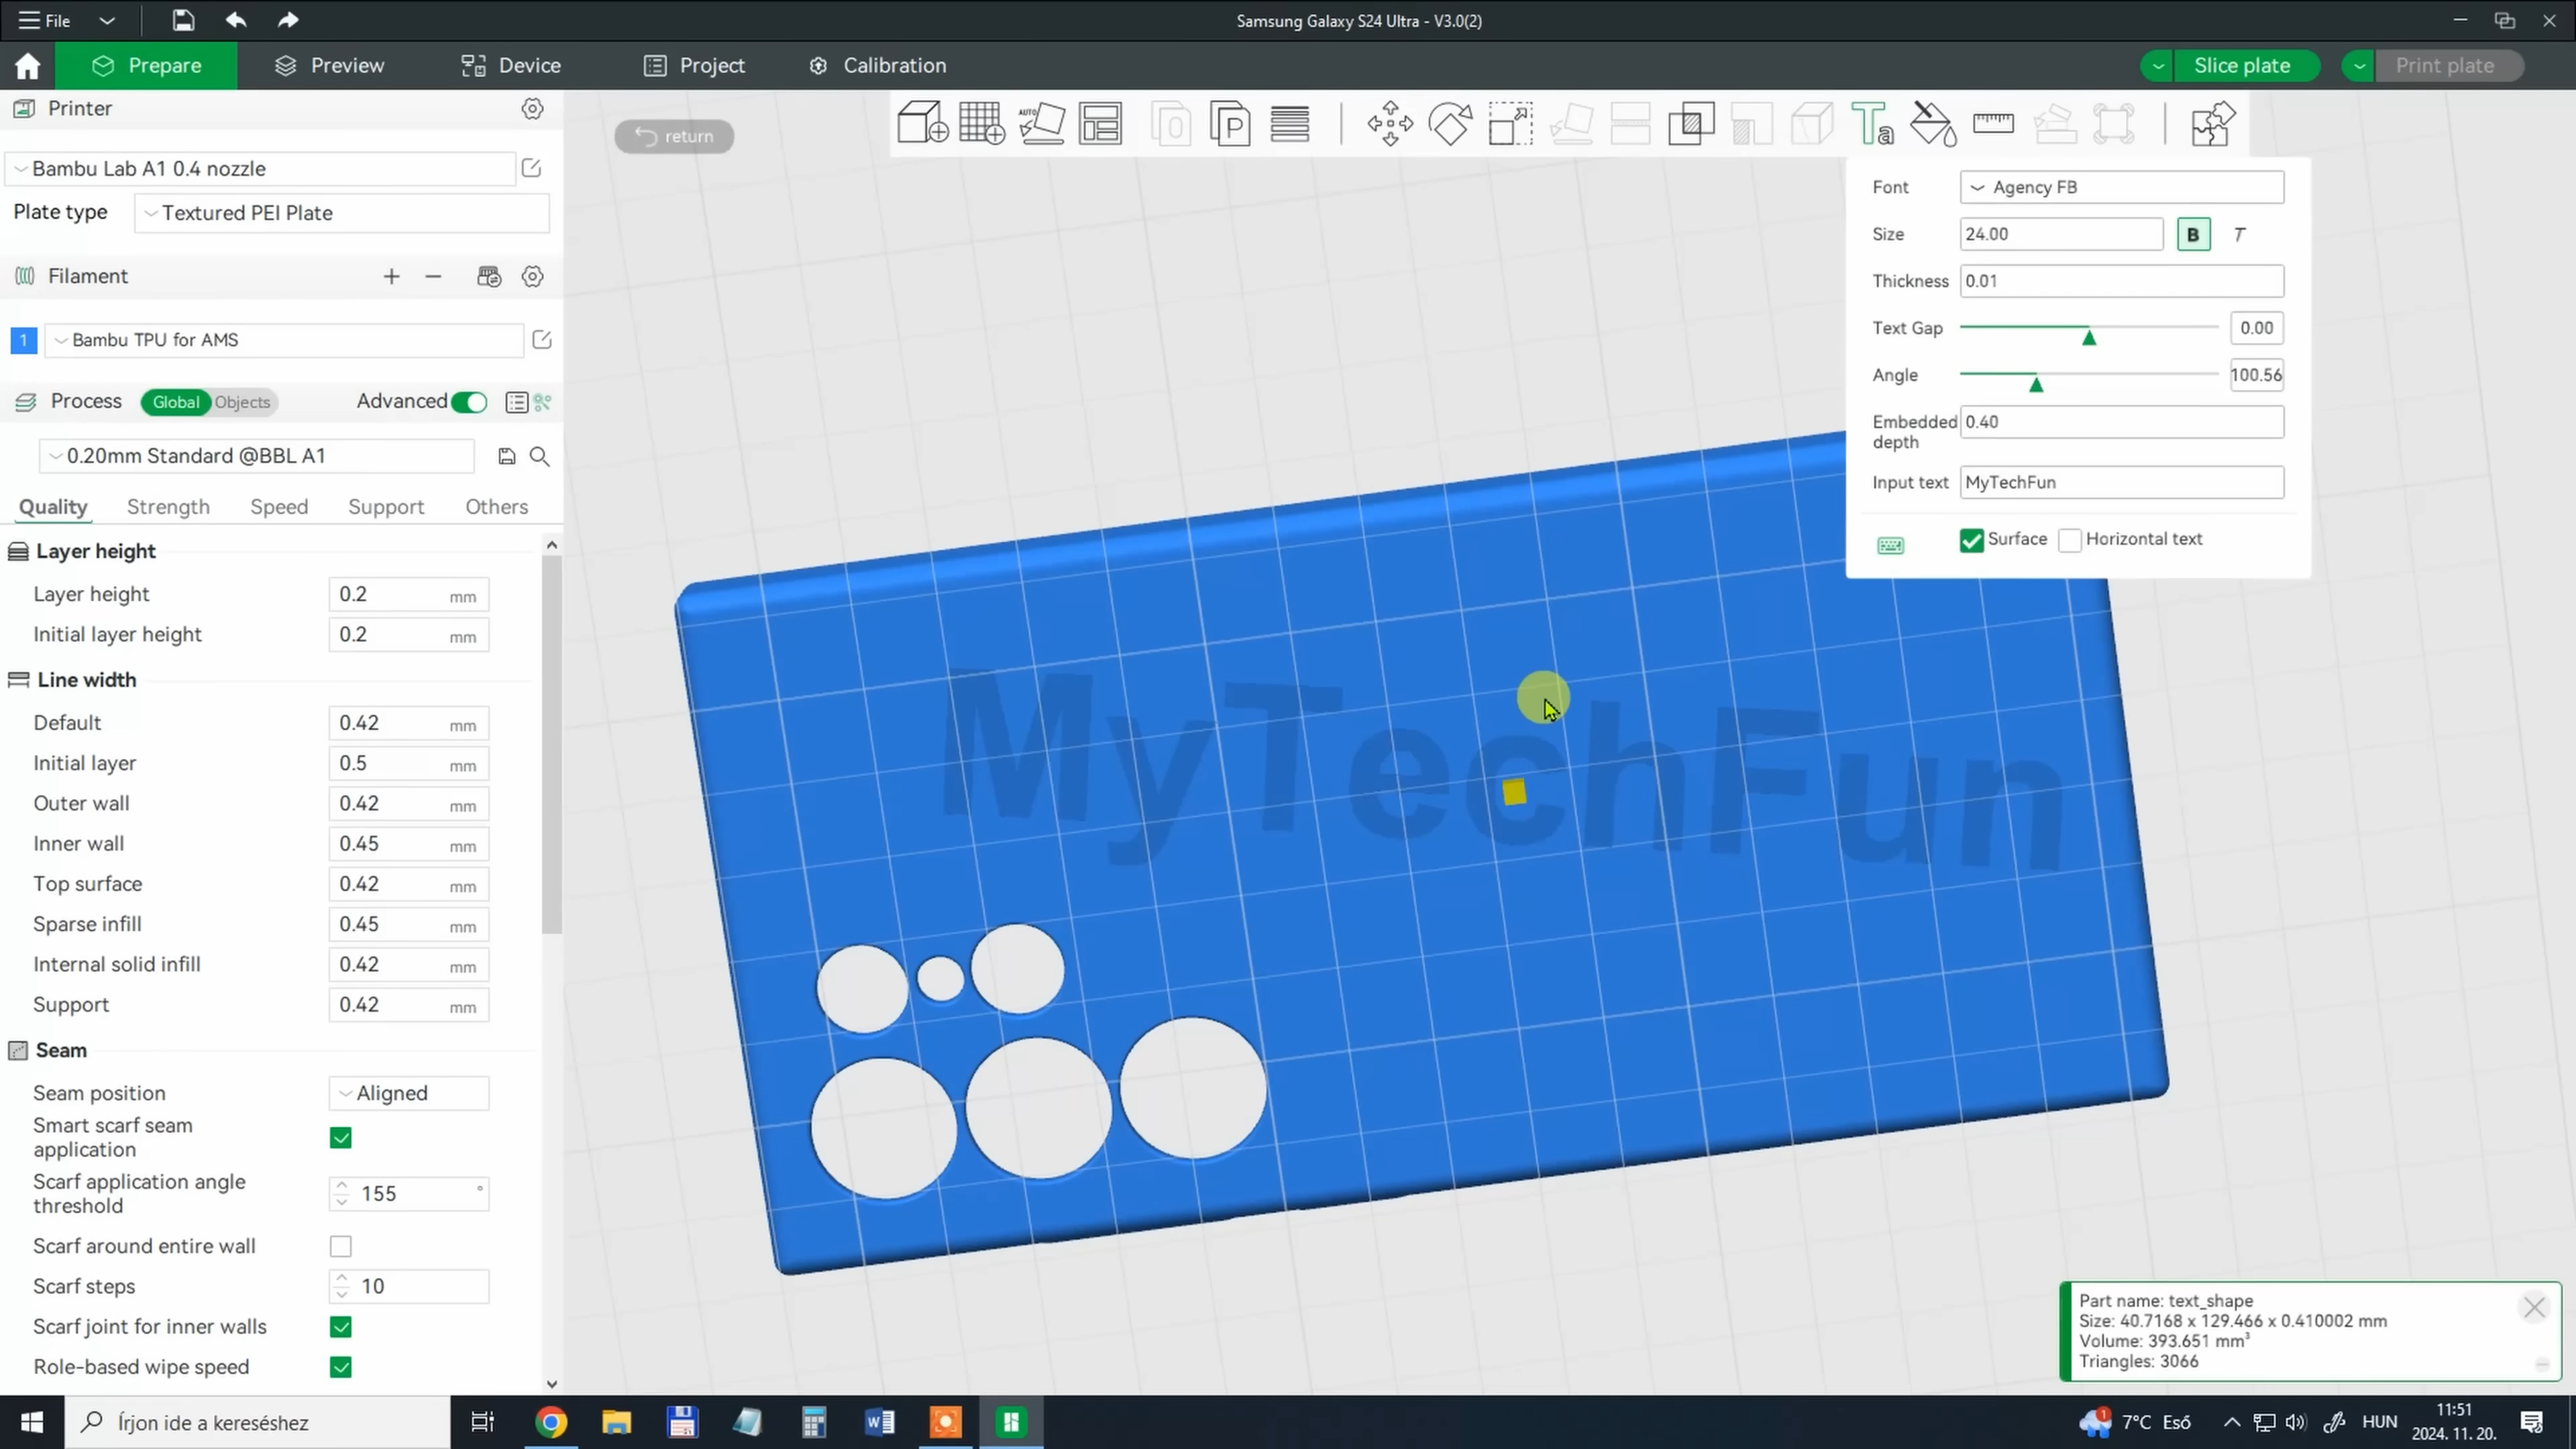 File
Samsung Galaxy S24 Ultra - V3.0(2)
Prepare
Preview
Device
Project
Calibration
Slice plate
Print plate
Printer
Bambu Lab A1 0.4 nozzle
Plate type
Textured PEI Plate
Filament
1
Bambu TPU for AMS
Process
Global
Objects
Advanced
0.20mm Standard @BBL A1
Quality
Strength
Speed
Support
Others
Layer height
Layer height
0.2
mm
Initial layer height
0.2
mm
Line width
Default
0.42
mm
Initial layer
0.5
mm
Outer wall
0.42
mm
Inner wall
0.45
mm
Top surface
0.42
mm
Sparse infill
0.45
mm
Internal solid infill
0.42
mm
Support
0.42
mm
Seam
Seam position
Aligned
Smart scarf seam
application
Scarf application angle
threshold
155
°
Scarf around entire wall
Scarf steps
10
Scarf joint for inner walls
Role-based wipe speed
return
AUTO
O
P
Ta
Font
Agency FB
Size
24.00
B
T
Thickness
0.01
Text Gap
0.00
Angle
100.56
Embedded
depth
0.40
Input text
MyTechFun
Surface
Horizontal text
MyTechFun
Part name: text_shape
Size: 40.7168 x 129.466 x 0.410002 mm
Volume: 393.651 mm³
Triangles: 3066
Írjon ide a kereséshez
1
7°C Eső
HUN
11:51
2024. 11. 20.